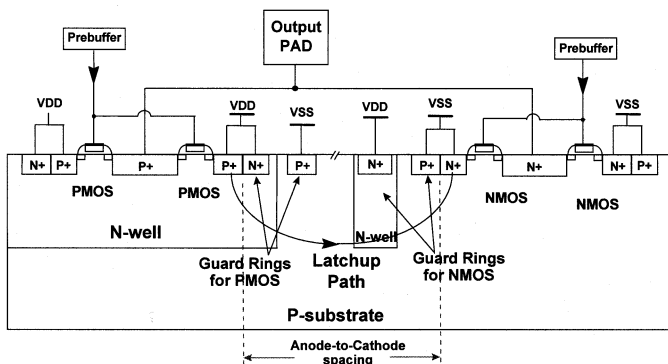 Output
PAD
Prebuffer
Prebuffer
VDD
VDD
VSS
VDD
VSS
VSS
N+
P+
P+
P+
N+
P+
N+
P+
N+
N+
N+
P+
PMOS
PMOS
NMOS
NMOS
N-well
N-well
Guard Rings
for PMOS
Latchup
Path
Guard Rings
for NMOS
P-substrate
Anode-to-Cathode
spacing